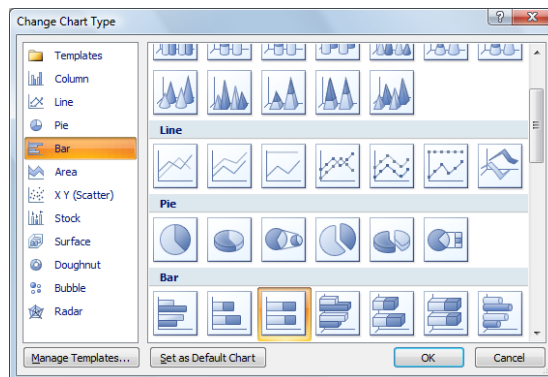 Change Chart Type
Templates
Column
Line
Pie
Bar
Area
X Y (Scatter)
Stock
Surface
Doughnut
Bubble
Radar
Line
Pie
Bar
Manage Templates...
Set as Default Chart
OK
Cancel